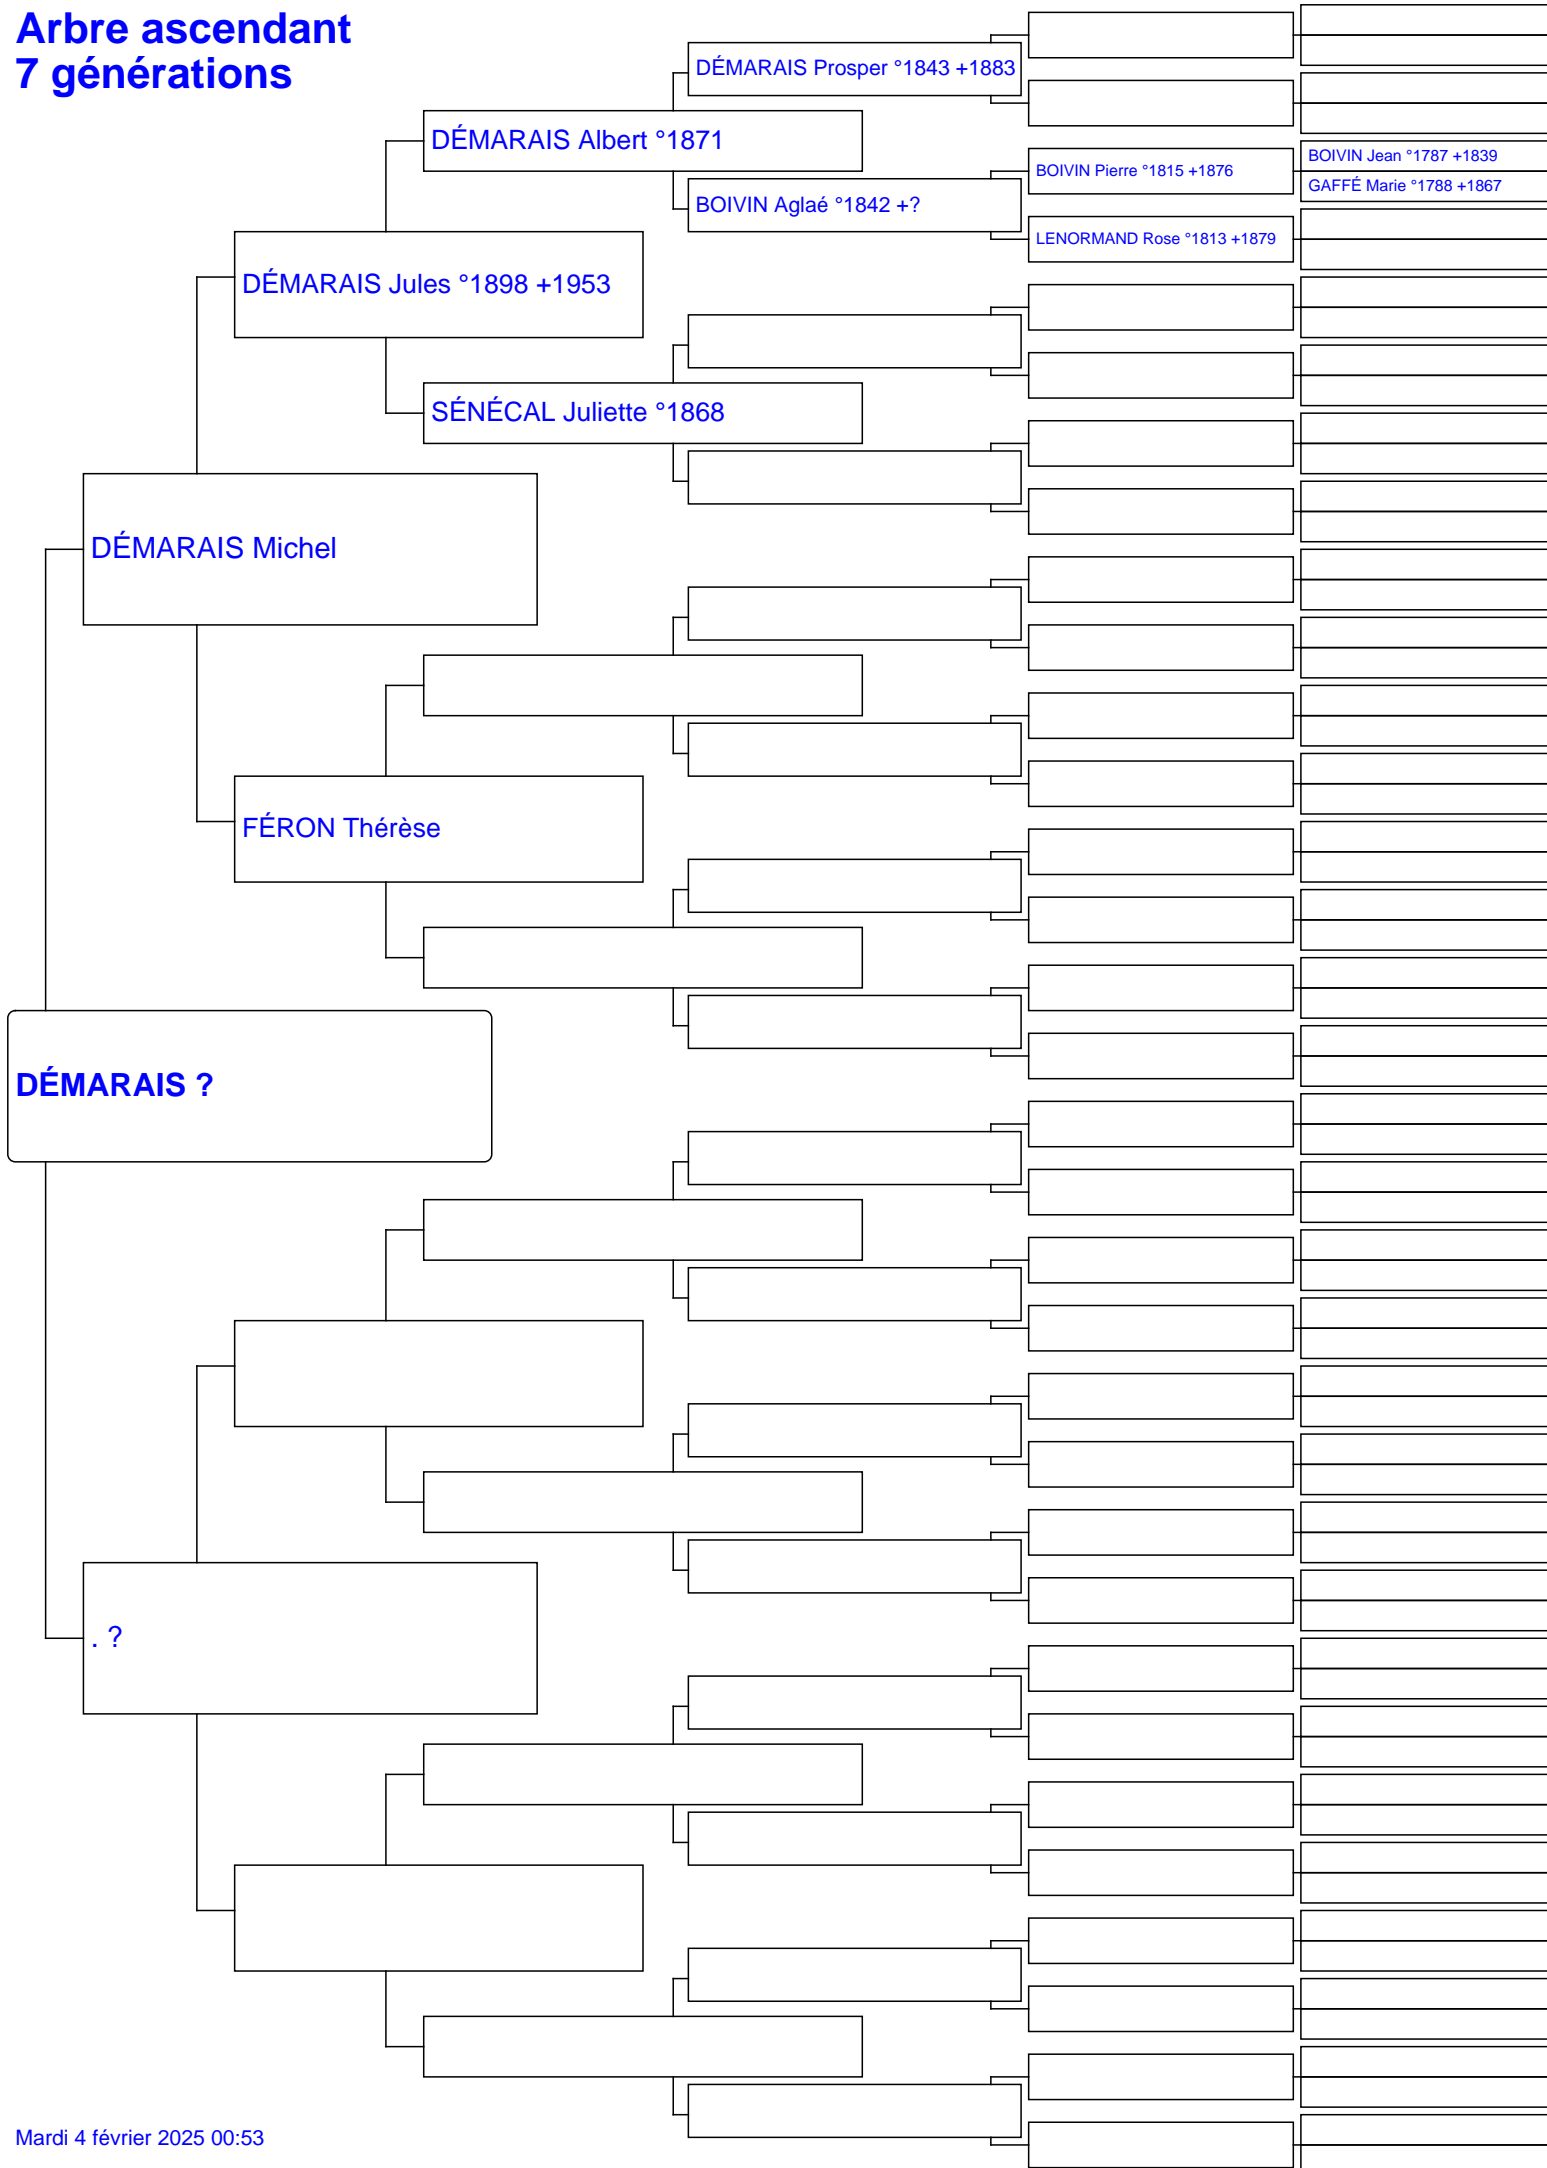 Arbre ascendant
7 générations
DÉMARAIS Prosper °1843 +1883
DÉMARAIS Albert °1871
BOIVIN Jean °1787 +1839
BOIVIN Pierre °1815 +1876
GAFFÉ Marie °1788 +1867
BOIVIN Aglaé °1842 +?
LENORMAND Rose °1813 +1879
DÉMARAIS Jules °1898 +1953
SÉNÉCAL Juliette °1868
DÉMARAIS Michel
FÉRON Thérèse
DÉMARAIS ?
. ?
Mardi 4 février 2025 00:53